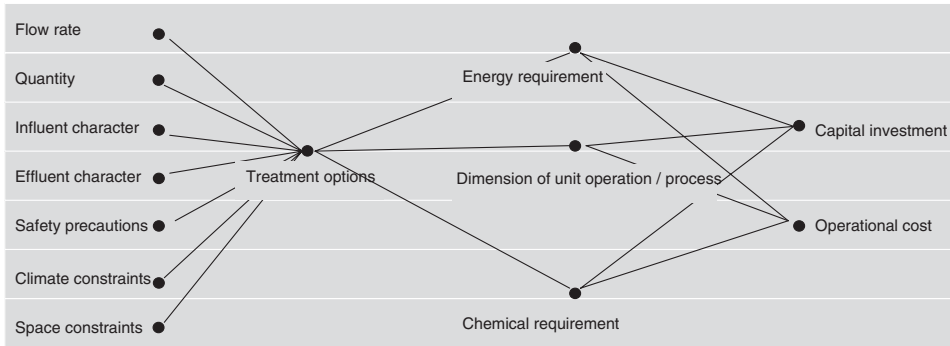 Flow rate
Quantity
Influent character
Effluent character
Safety precautions
Climate constraints
Space constraints
Treatment options
Energy requirement
Dimension of unit operation / process
Chemical requirement
Capital investment
Operational cost